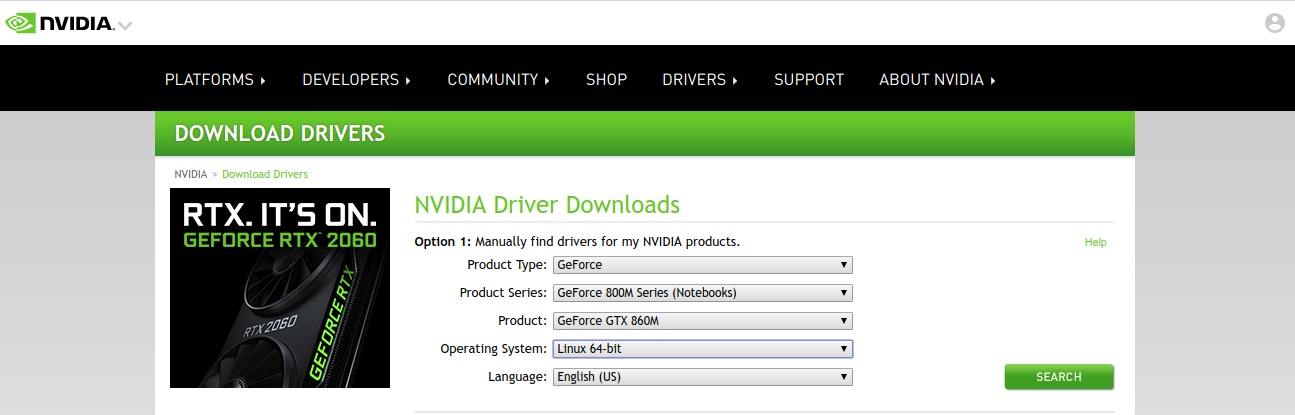 NVIDIA.
PLATFORMS DEVELOPERS COMMUNITY SHOP DRIVERS SUPPORT ABOUT NVIDIA
DOWNLOAD DRIVERS
NVIDIA > Download Drivers
RTX. IT'S ON.
GEFORCE RTX™ 2060
RTX 2060
GEFORCE RTX
NVIDIA Driver Downloads
Option 1: Manually find drivers for my NVIDIA products. Help
Product Type: GeForce
Product Series: GeForce 800M Series (Notebooks)
Product: GeForce GTX 860M
Operating System: Linux 64-bit
Language: English (US)
SEARCH